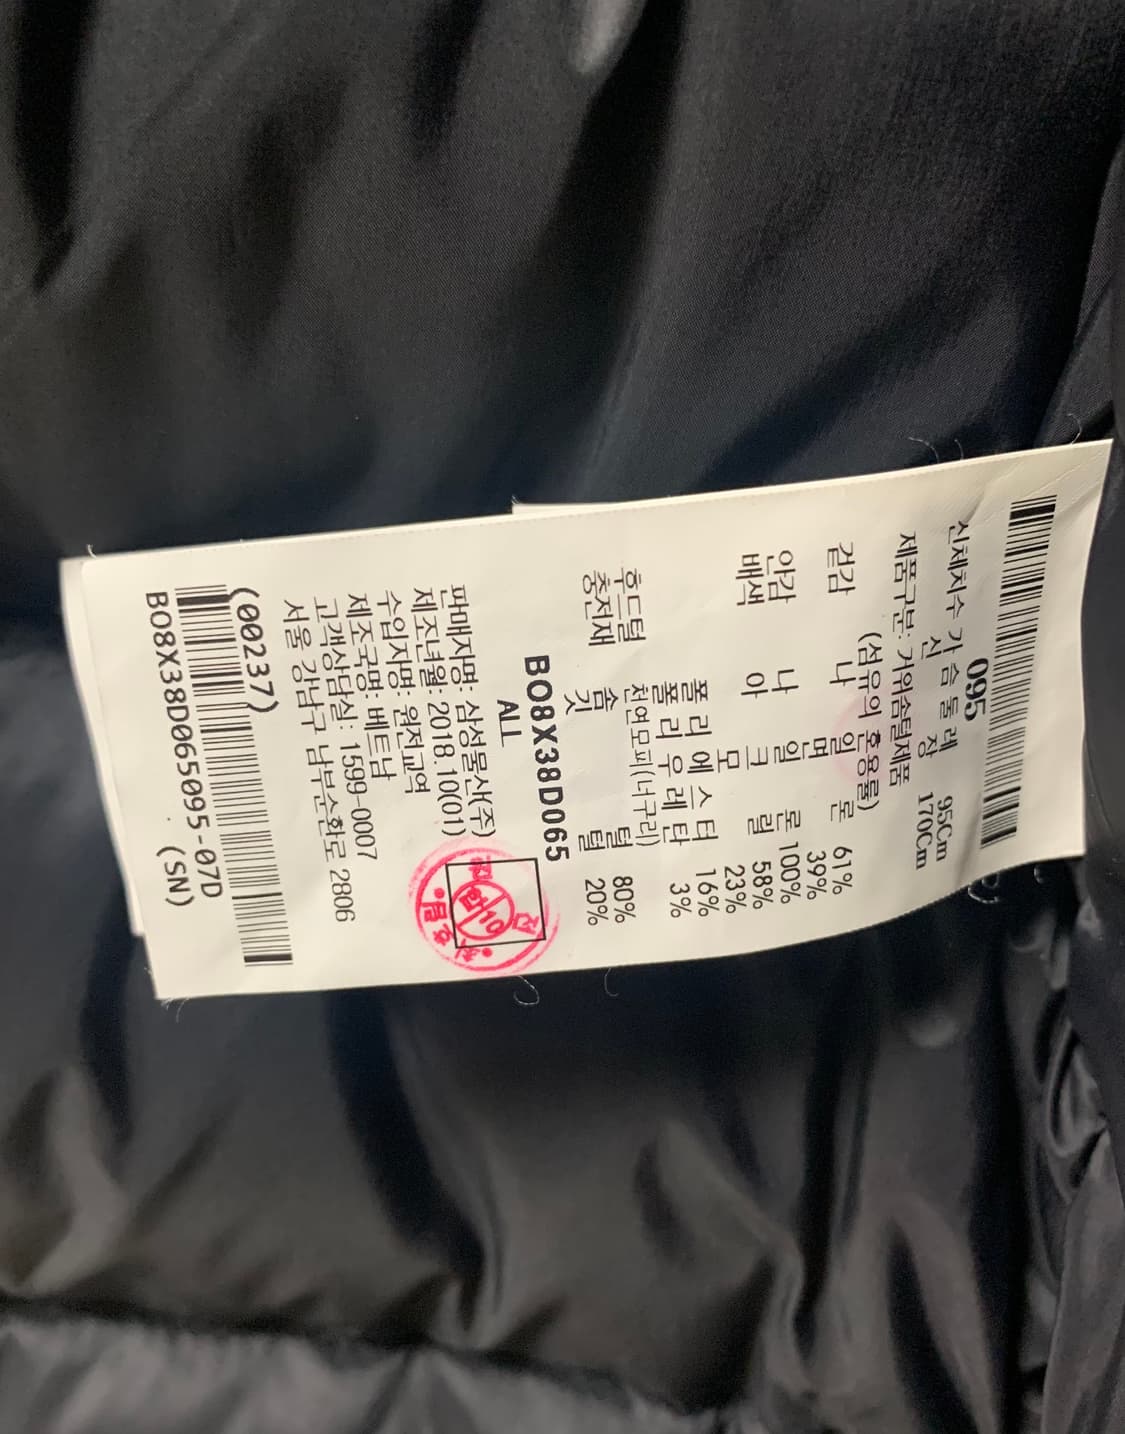 095
신체치수 가 슴 둘 레 95Cm
신 장 170Cm
제품구분: 거위솜털제품
(섬유의 혼용률)
겉감 나 일 론 61%
면 39%
안감 나 일 론 100%
배색 아 크 릴 58%
모 23%
폴 리 에 스 터 16%
폴 리 우 레 탄 3%
후드털 천연모피(너구리)
충전재 솜 털 80%
깃 털 20%
BO8X38D065
ALL
판매자명: 삼성물산(주)
제조년월: 2018.10(01)
수입자명: 원전교역
제조국명: 베트남
고객상담실: 1599-0007
서울 강남구 남부순환로 2806
(00237)
BO8X38D065095-07D
(SN)